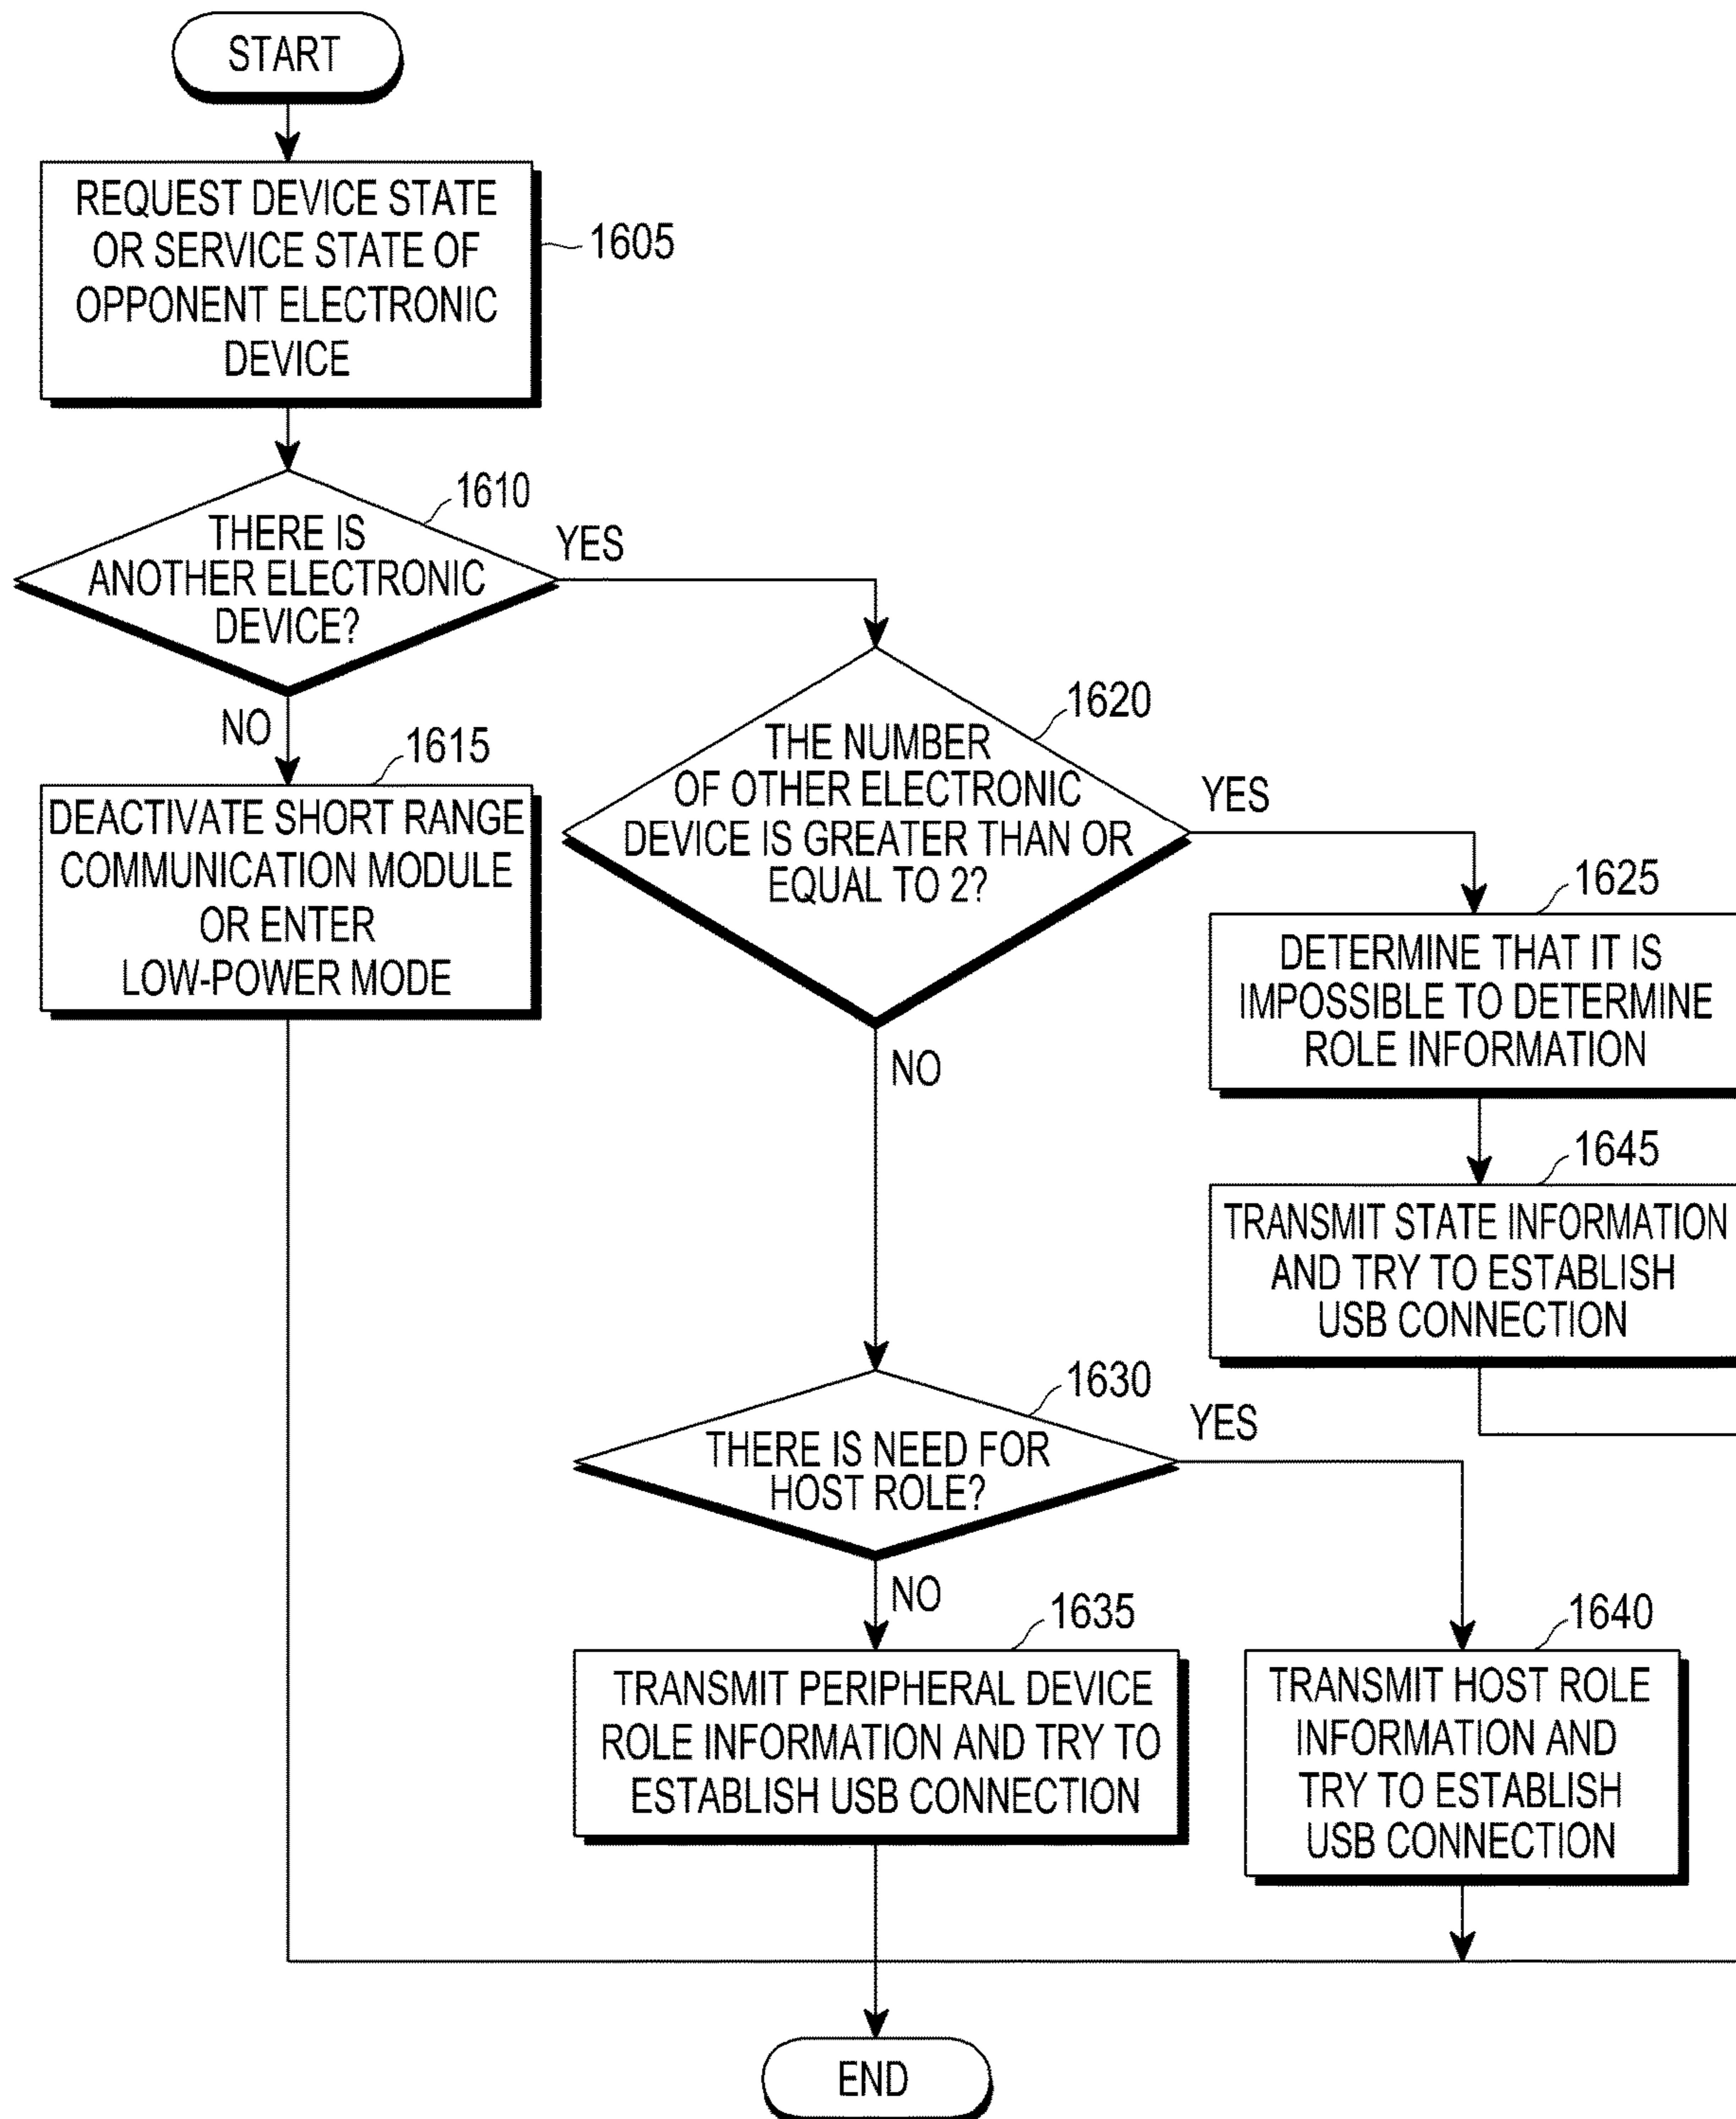 START
REQUEST DEVICE STATE
OR SERVICE STATE OF
OPPONENT ELECTRONIC
DEVICE
1605
1610
THERE IS
ANOTHER ELECTRONIC
DEVICE?
YES
NO
1615
DEACTIVATE SHORT RANGE
COMMUNICATION MODULE
OR ENTER
LOW-POWER MODE
1620
THE NUMBER
OF OTHER ELECTRONIC
DEVICE IS GREATER THAN OR
EQUAL TO 2?
YES
NO
1625
DETERMINE THAT IT IS
IMPOSSIBLE TO DETERMINE
ROLE INFORMATION
1645
TRANSMIT STATE INFORMATION
AND TRY TO ESTABLISH
USB CONNECTION
1630
THERE IS NEED FOR
HOST ROLE?
YES
NO
1635
TRANSMIT PERIPHERAL DEVICE
ROLE INFORMATION AND TRY TO
ESTABLISH USB CONNECTION
1640
TRANSMIT HOST ROLE
INFORMATION AND
TRY TO ESTABLISH
USB CONNECTION
END